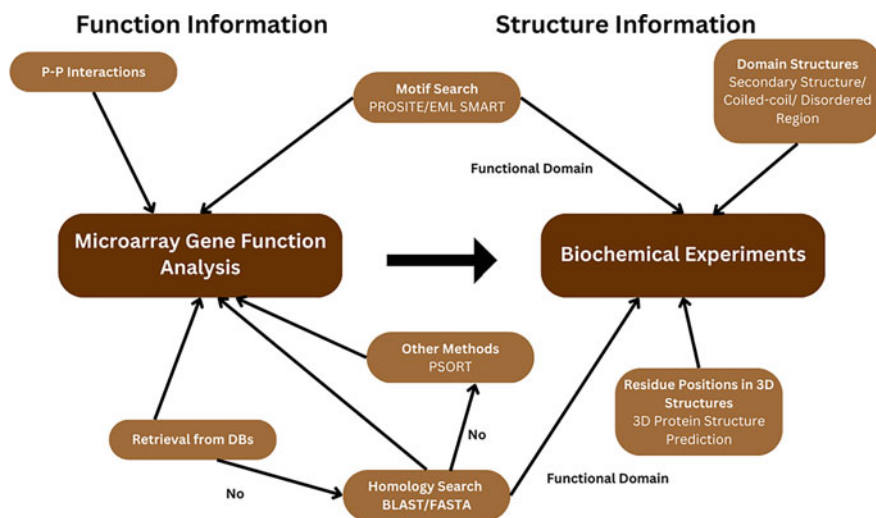 Function Information
Structure Information
P-P Interactions
Motif Search
PROSITE/EML SMART
Domain Structures
Secondary Structure/
Coiled-coil/ Disordered
Region
Functional Domain
Microarray Gene Function
Analysis
Biochemical Experiments
Other Methods
PSORT
Residue Positions in 3D
Structures
3D Protein Structure
Prediction
Retrieval from DBs
No
No
Homology Search
BLAST/FASTA
Functional Domain